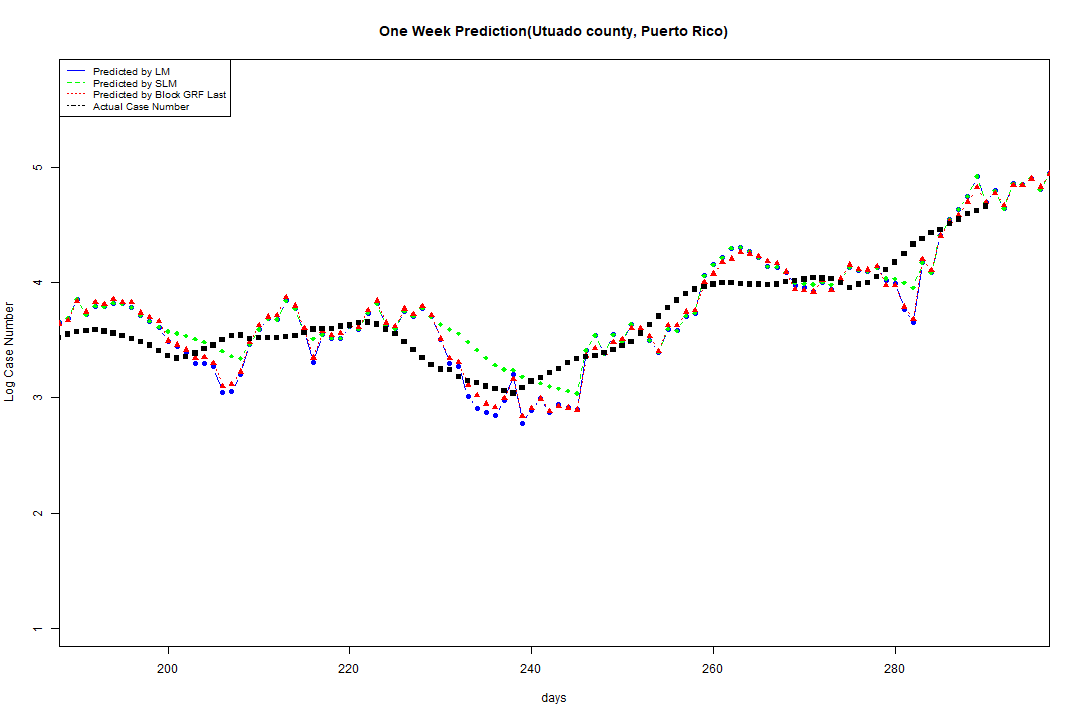 One Week Prediction(Utuado county, Puerto Rico)
Predicted by LM
Predicted by SLM
Predicted by Block GRF Last
Actual Case Number
5
4
3
2
1
Log Case Number
200 220 240 260 280
days